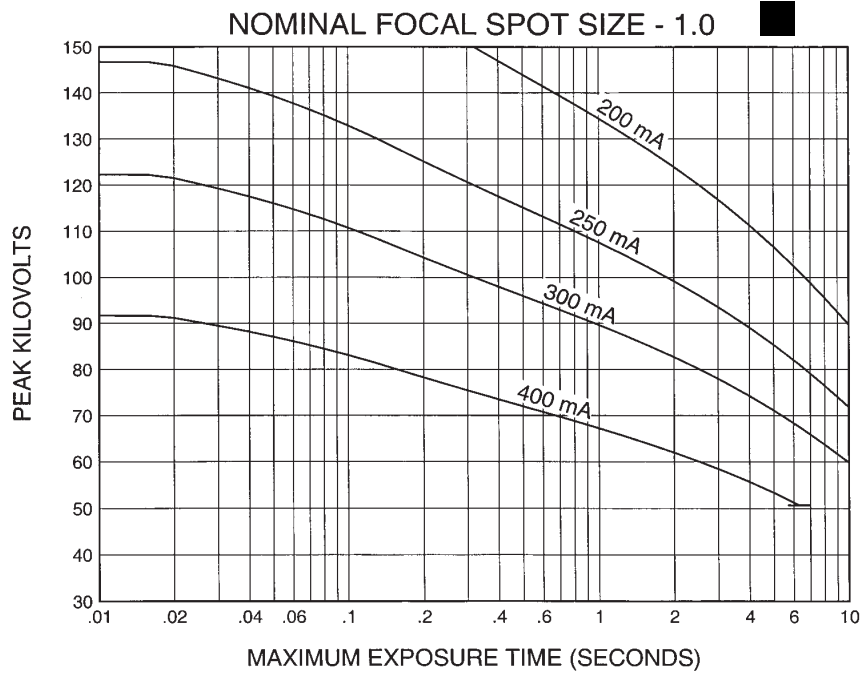 NOMINAL FOCAL SPOT SIZE - 1.0
150
140
130
120
110
100
90
80
70
60
50
40
30
PEAK KILOVOLTS
200 mA
250 mA
300 mA
400 mA
.01 .02 .04 .06 .1 .2 .4 .6 1 2 4 6 10
MAXIMUM EXPOSURE TIME (SECONDS)